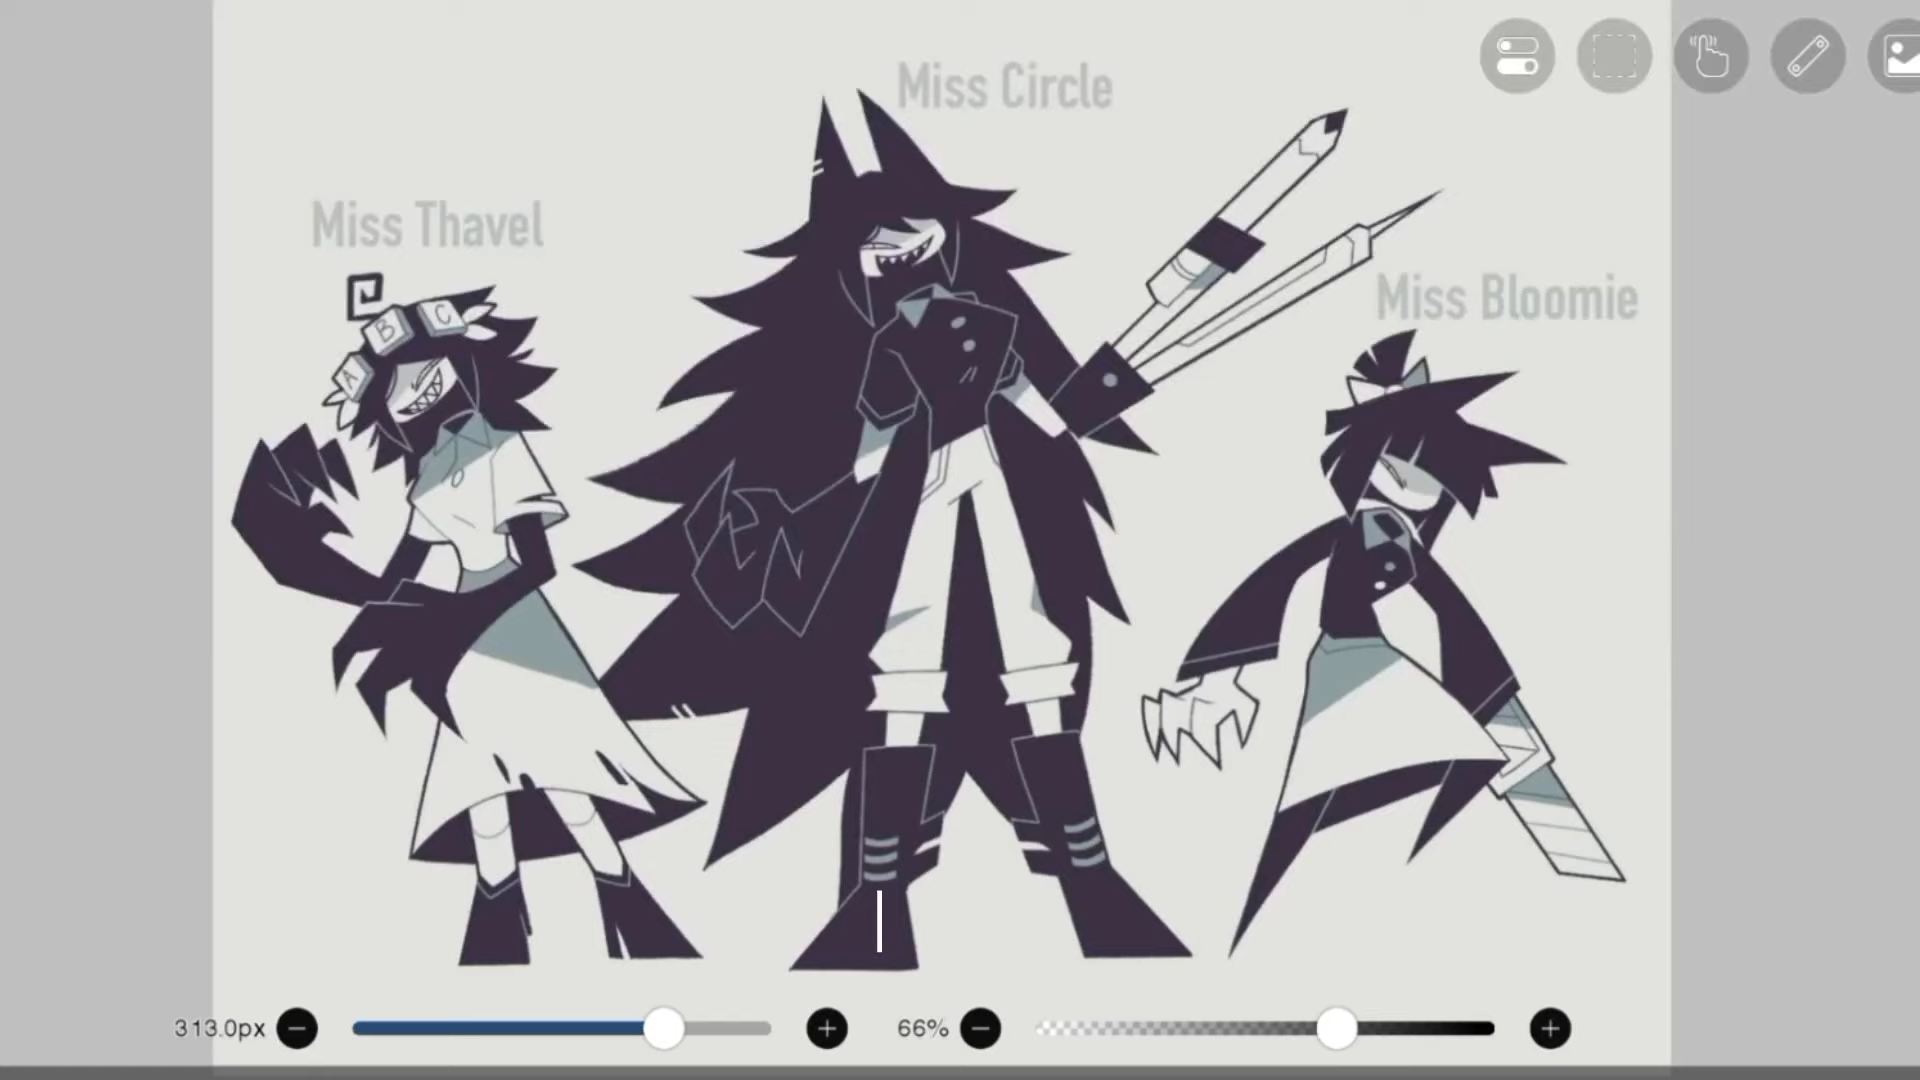 Miss Circle
Miss Thavel
Miss Bloomie
A
B
C
313.0px
66%